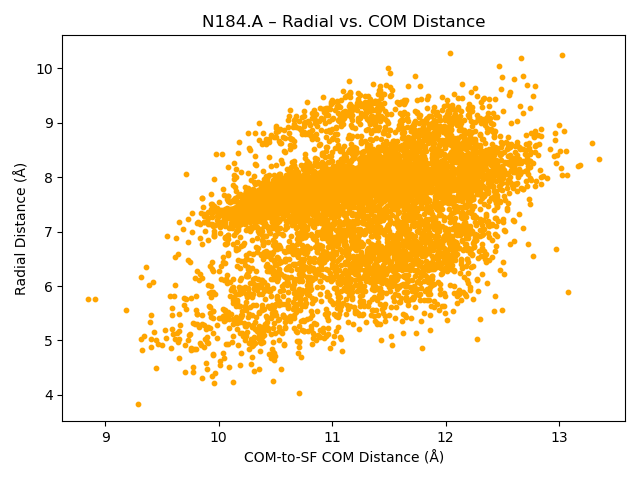 N184.A – Radial vs. COM Distance
10
9
8
7
6
5
4
Radial Distance (Å)
9 10 11 12 13
COM-to-SF COM Distance (Å)